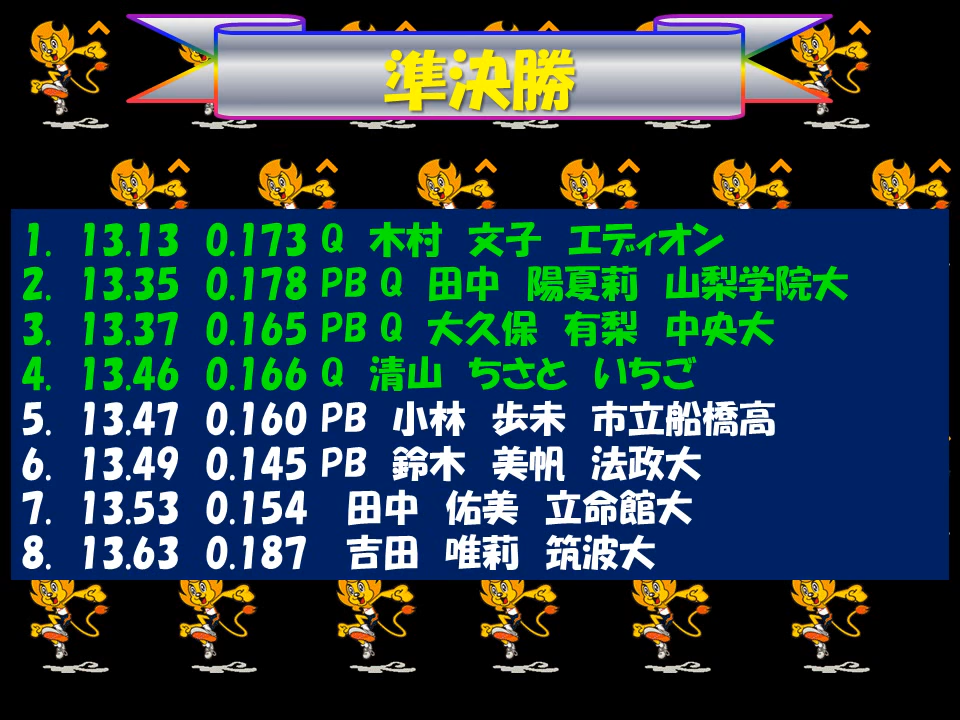 準決勝
1. 13.13 0.173 Q 木村 文子 エディオン
2. 13.35 0.178 PB Q 田中 陽夏莉 山梨学院大
3. 13.37 0.165 PB Q 大久保 有梨 中央大
4. 13.46 0.166 Q 清山 ちさと いちご
5. 13.47 0.160 PB 小林 歩未 市立船橋高
6. 13.49 0.145 PB 鈴木 美帆 法政大
7. 13.53 0.154 田中 佑美 立命館大
8. 13.63 0.187 吉田 唯莉 筑波大